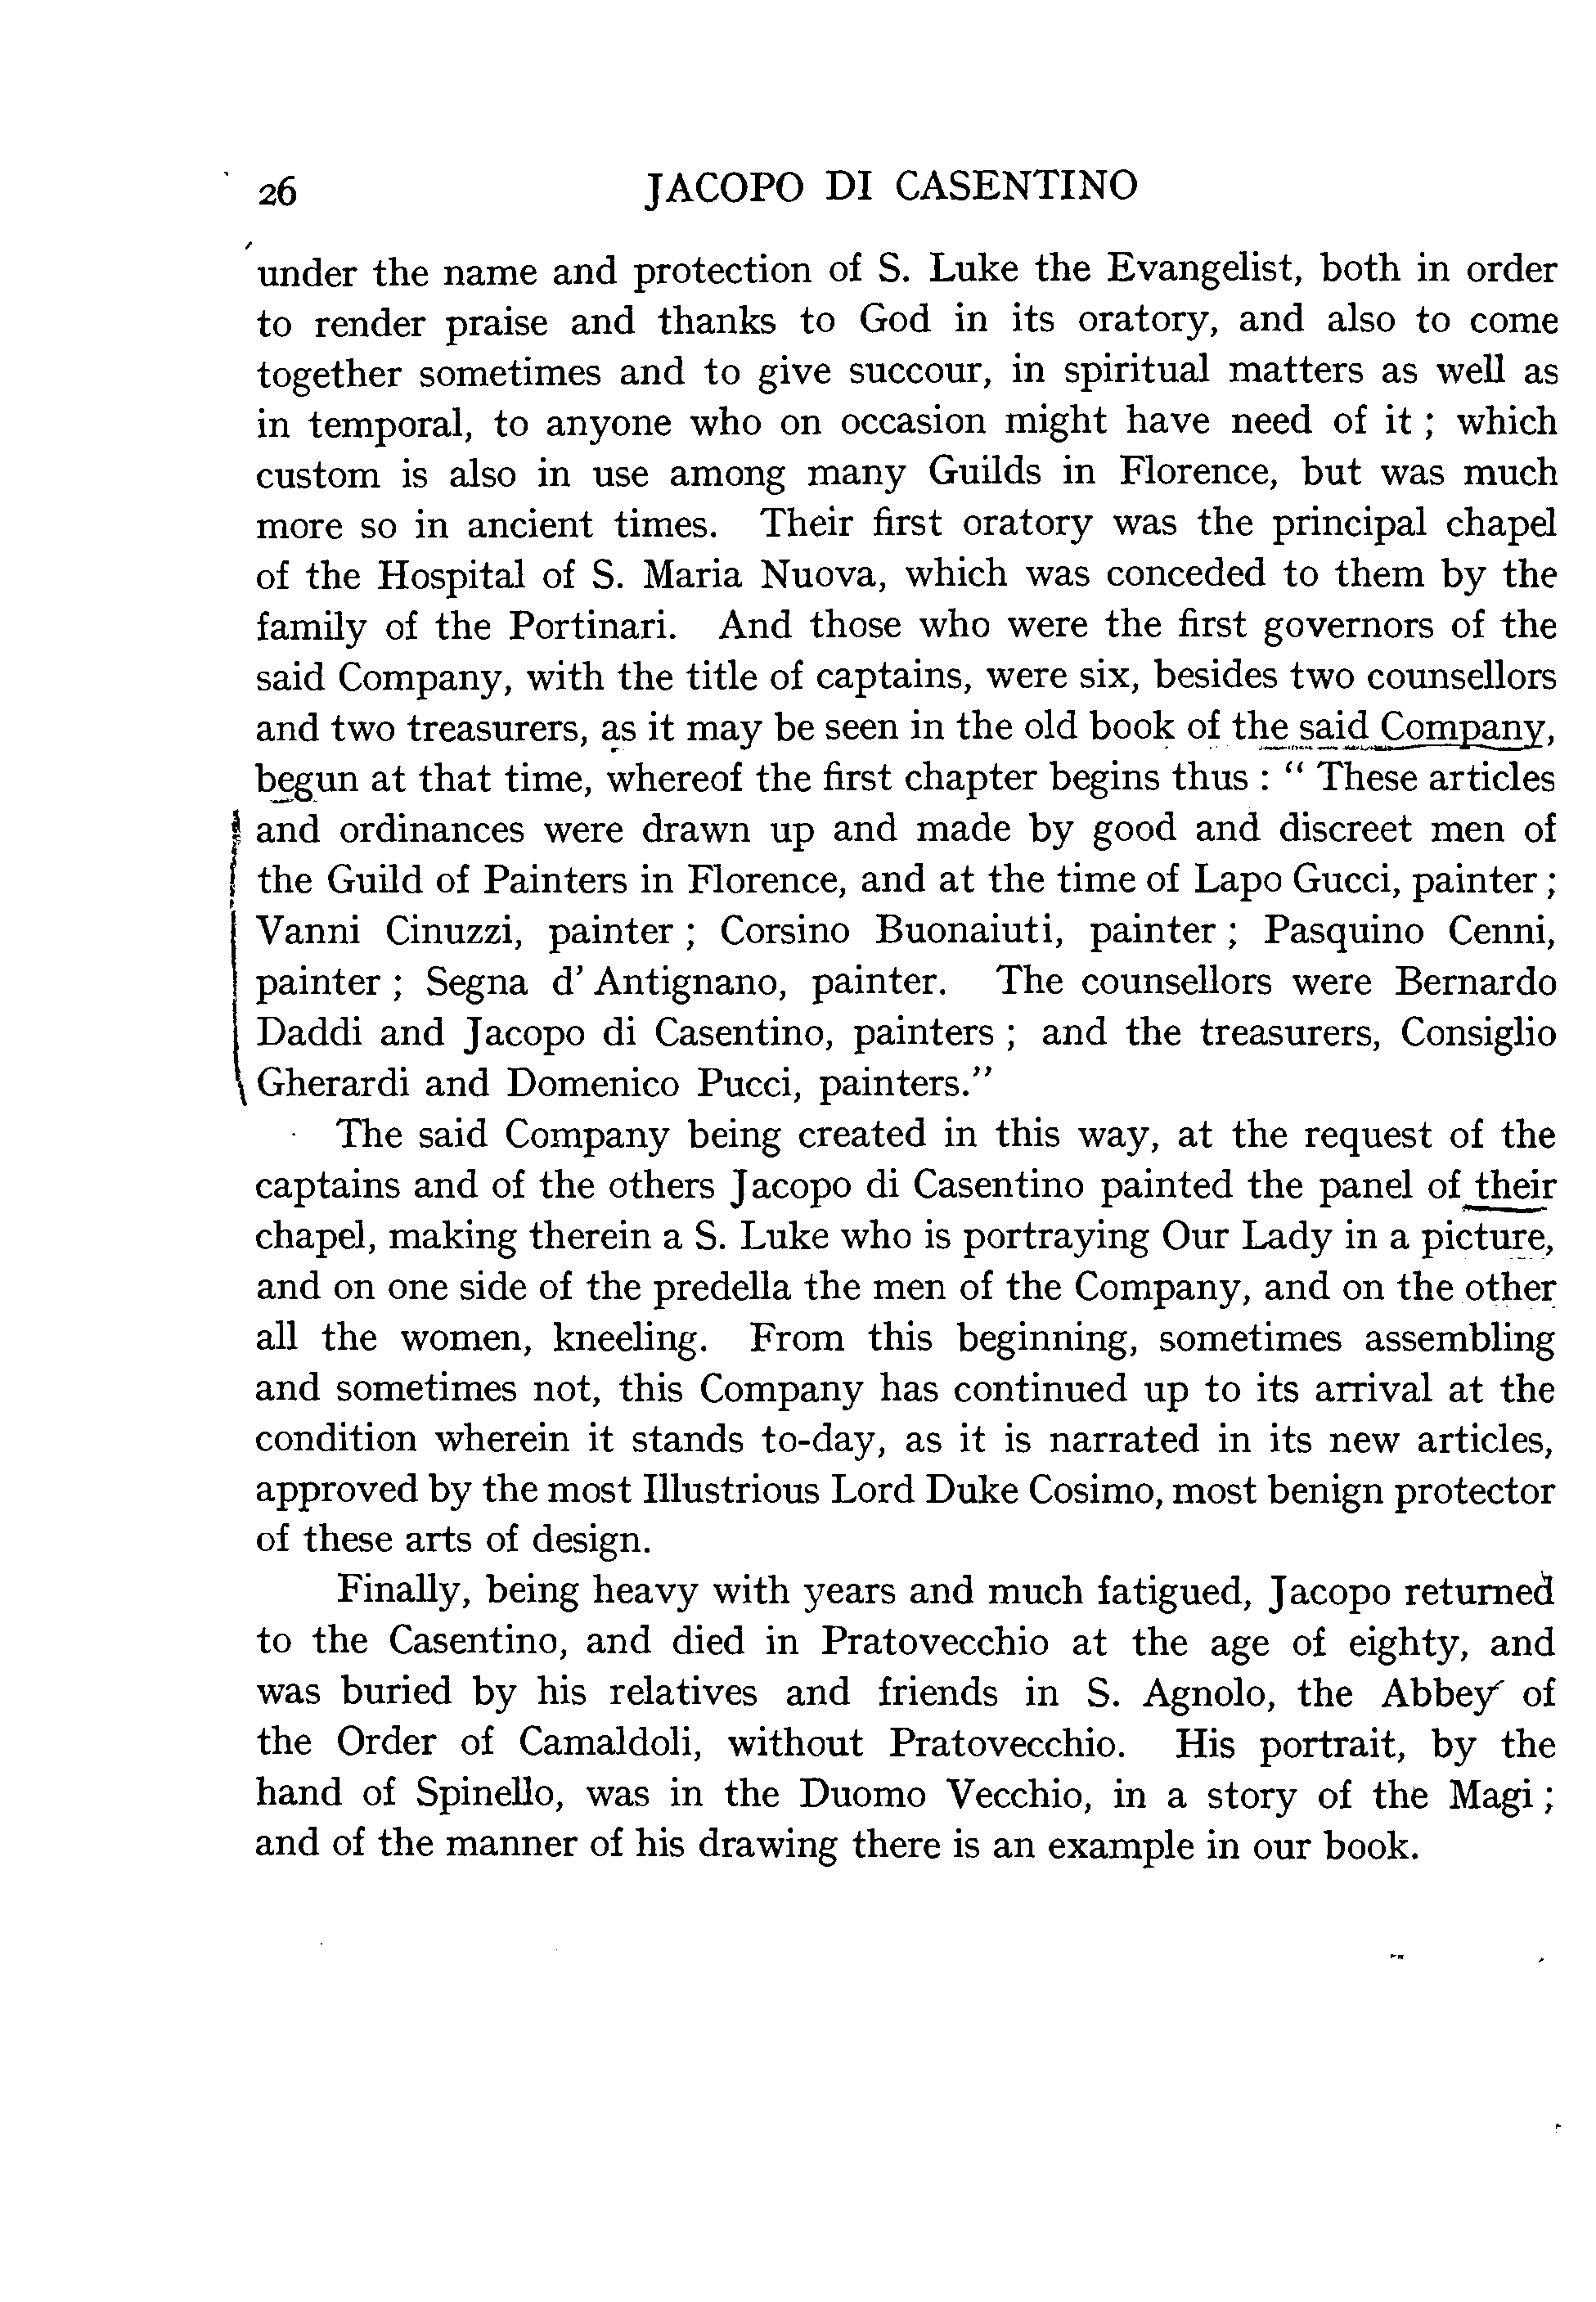 26 JACOPO DI CASENTINO
under the name and protection of S. Luke the Evangelist, both in order
to render praise and thanks to God in its oratory, and also to come
together sometimes and to give succour, in spiritual matters as well as
in temporal, to anyone who on occasion might have need of it ; which
custom is also in use among many Guilds in Florence, but was much
more so in ancient times. Their first oratory was the principal chapel
of the Hospital of S. Maria Nuova, which was conceded to them by the
family of the Portinari. And those who were the first governors of the
said Company, with the title of captains, were six, besides two counsellors
and two treasurers, as it may be seen in the old book of the said Company,
begun at that time, whereof the first chapter begins thus : “ These articles
and ordinances were drawn up and made by good and discreet men of
the Guild of Painters in Florence, and at the time of Lapo Gucci, painter ;
Vanni Cinuzzi, painter ; Corsino Buonaiuti, painter ; Pasquino Cenni,
painter ; Segna d’ Antignano, painter. The counsellors were Bernardo
Daddi and Jacopo di Casentino, painters ; and the treasurers, Consiglio
Gherardi and Domenico Pucci, painters.”
The said Company being created in this way, at the request of the
captains and of the others Jacopo di Casentino painted the panel of their
chapel, making therein a S. Luke who is portraying Our Lady in a picture,
and on one side of the predella the men of the Company, and on the other
all the women, kneeling. From this beginning, sometimes assembling
and sometimes not, this Company has continued up to its arrival at the
condition wherein it stands to-day, as it is narrated in its new articles,
approved by the most Illustrious Lord Duke Cosimo, most benign protector
of these arts of design.
Finally, being heavy with years and much fatigued, Jacopo returned
to the Casentino, and died in Pratovecchio at the age of eighty, and
was buried by his relatives and friends in S. Agnolo, the Abbey of
the Order of Camaldoli, without Pratovecchio. His portrait, by the
hand of Spinello, was in the Duomo Vecchio, in a story of the Magi ;
and of the manner of his drawing there is an example in our book.